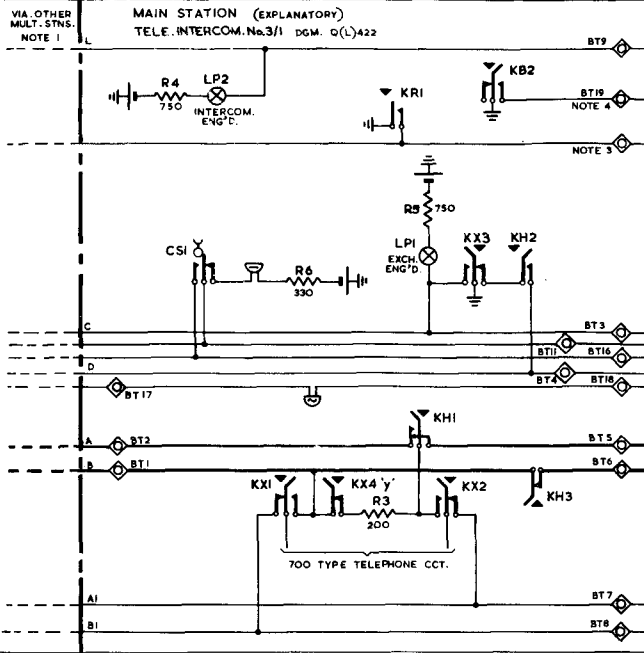 VIA. OTHER
MULT. STNS.
NOTE 1
MAIN STATION (EXPLANATORY)
TELE. INTERCOM. No. 3/1 DGM. Q(L)422
L
BT9
R4
750
LP2
INTERCOM.
ENG'D.
KB2
BT19
NOTE 4
KR1
NOTE 3
R5
750
LP1
EXCH.
ENG'D.
KX3
KH2
CS1
R6
330
C
BT3
BT11
BT16
D
BT4
BT18
BT17
KH1
A
BT2
BT5
B
BT1
BT6
KX1
KX4 'Y'
R3
200
KX2
KH3
700 TYPE TELEPHONE CCT.
A1
BT7
B1
BT8